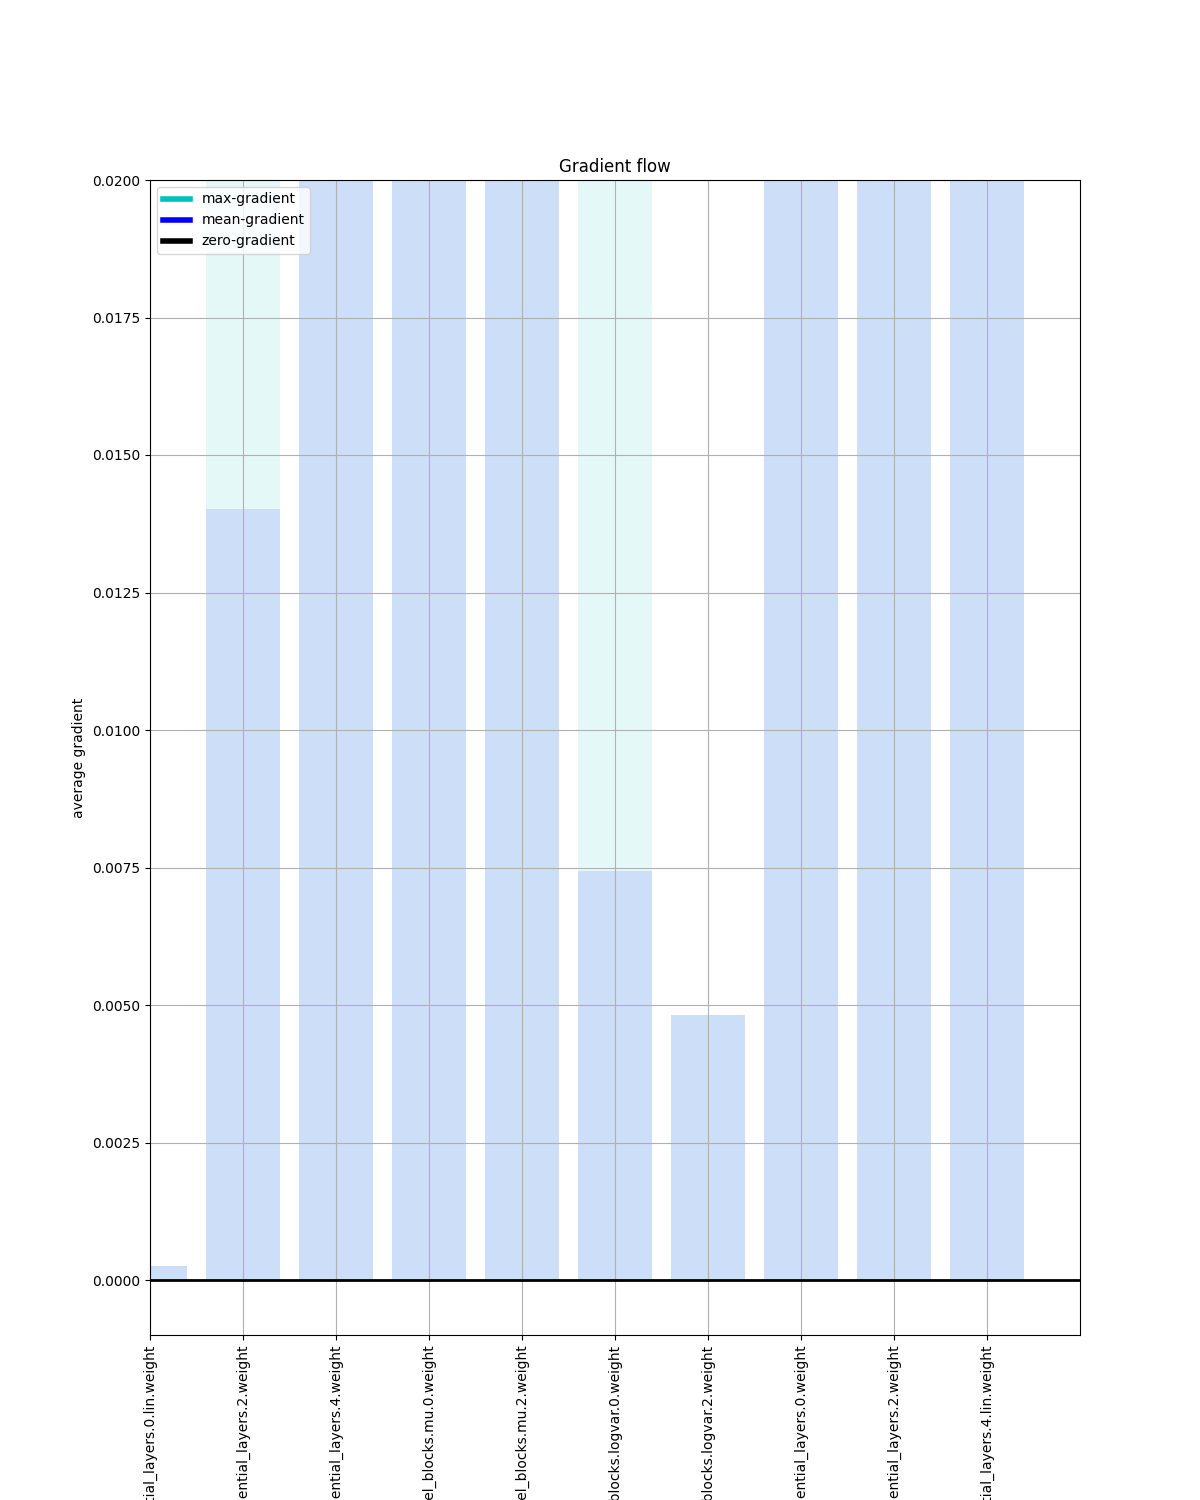 Gradient flow
max-gradient
mean-gradient
zero-gradient
0.0200
0.0175
0.0150
0.0125
0.0100
0.0075
0.0050
0.0025
0.0000
average gradient
tial_layers.0.lin.weight
ential_layers.2.weight
ential_layers.4.weight
el_blocks.mu.0.weight
el_blocks.mu.2.weight
blocks.logvar.0.weight
blocks.logvar.2.weight
ential_layers.0.weight
ential_layers.2.weight
tial_layers.4.lin.weight